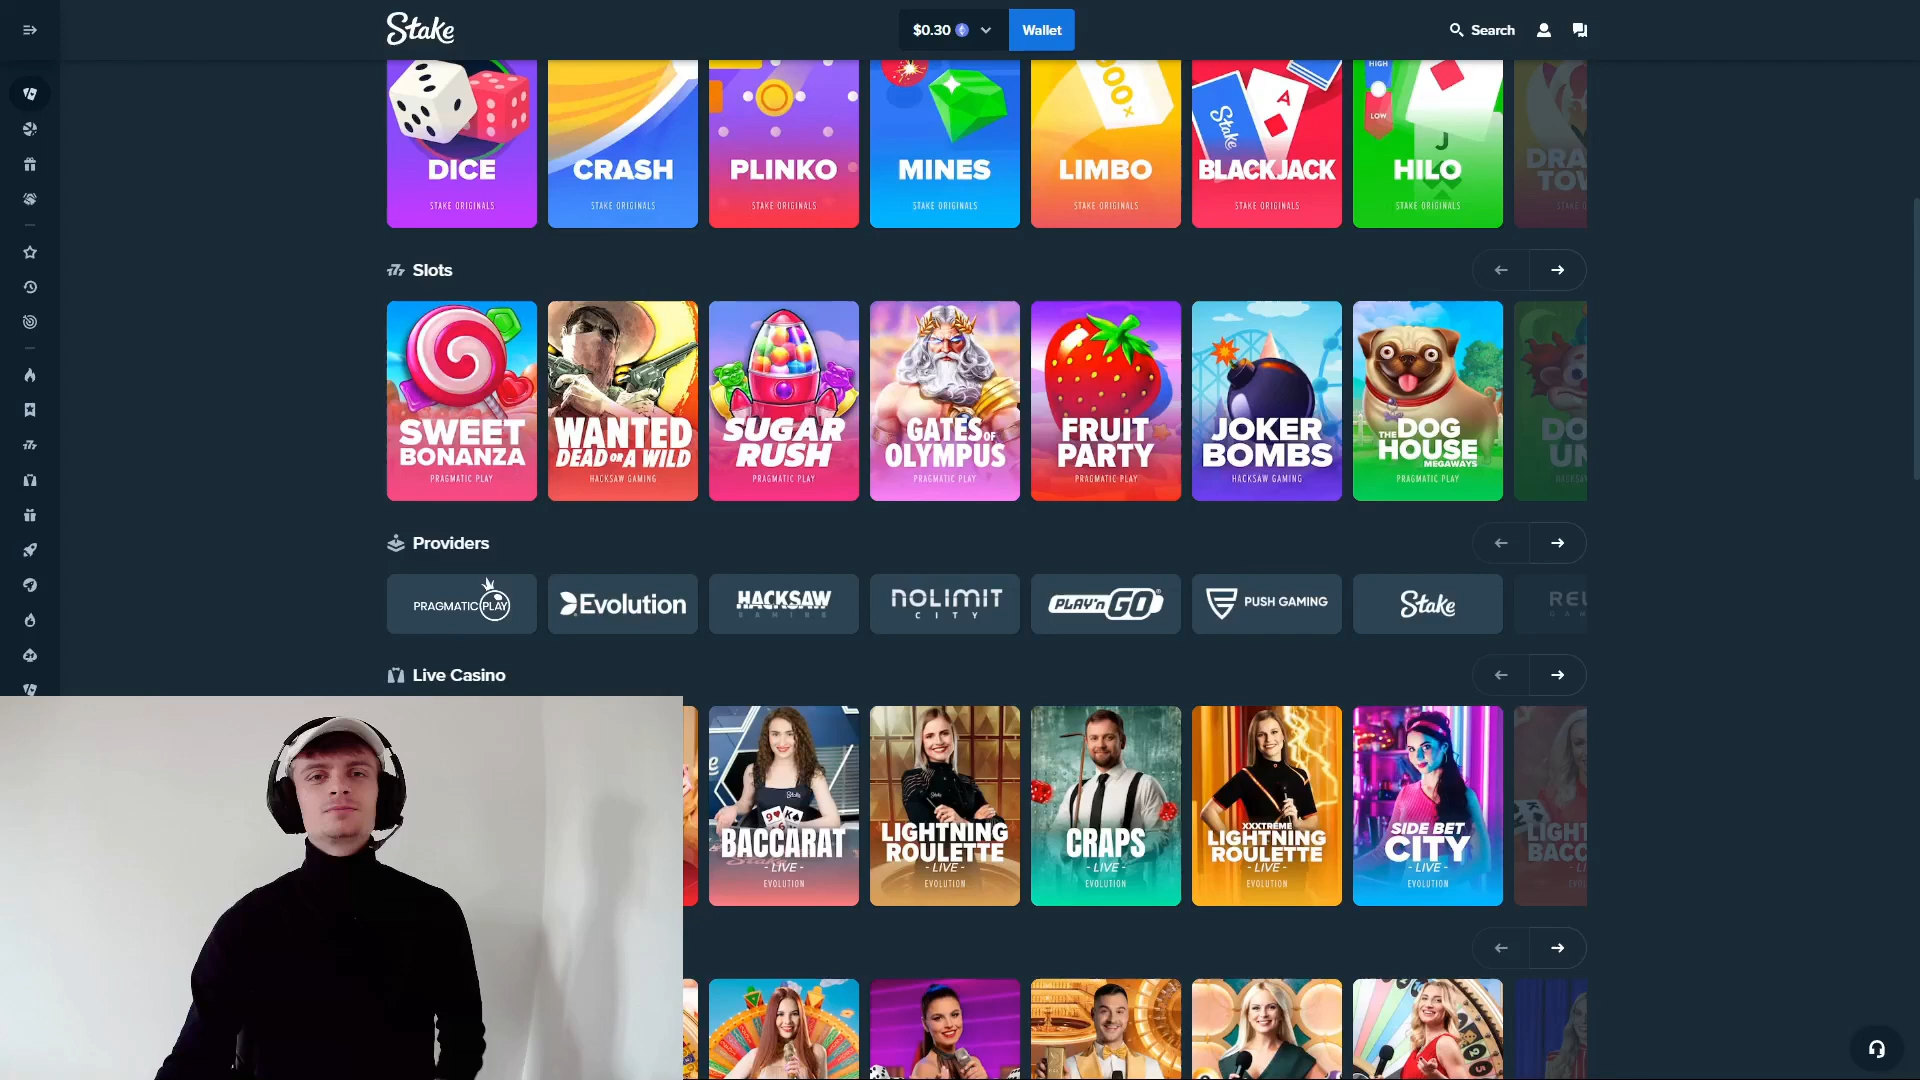 Stake
$0.30
Wallet
Search
DICE
STAKE ORIGINALS
CRASH
STAKE ORIGINALS
PLINKO
STAKE ORIGINALS
MINES
STAKE ORIGINALS
LIMBO
STAKE ORIGINALS
Stake
A
BLACKJACK
STAKE ORIGINALS
HIGH
LOW
J
HILO
STAKE ORIGINALS
Slots
SWEET
BONANZA
PRAGMATIC PLAY
WANTED
DEAD OR A WILD
HACKSAW GAMING
SUGAR
RUSH
PRAGMATIC PLAY
GATES OF
OLYMPUS
PRAGMATIC PLAY
FRUIT
PARTY
PRAGMATIC PLAY
JOKER
BOMBS
HACKSAW GAMING
THE DOG
HOUSE
MEGAWAYS
PRAGMATIC PLAY
Providers
PRAGMATIC PLAY
Evolution
HACKSAW
GAMING
NOLIMIT
CITY
PLAY'n GO
PUSH GAMING
Stake
Live Casino
BACCARAT
- LIVE -
EVOLUTION
LIGHTNING
ROULETTE
- LIVE -
EVOLUTION
CRAPS
- LIVE -
EVOLUTION
XXXTREME
LIGHTNING
ROULETTE
- LIVE -
EVOLUTION
SIDE BET
CITY
- LIVE -
EVOLUTION